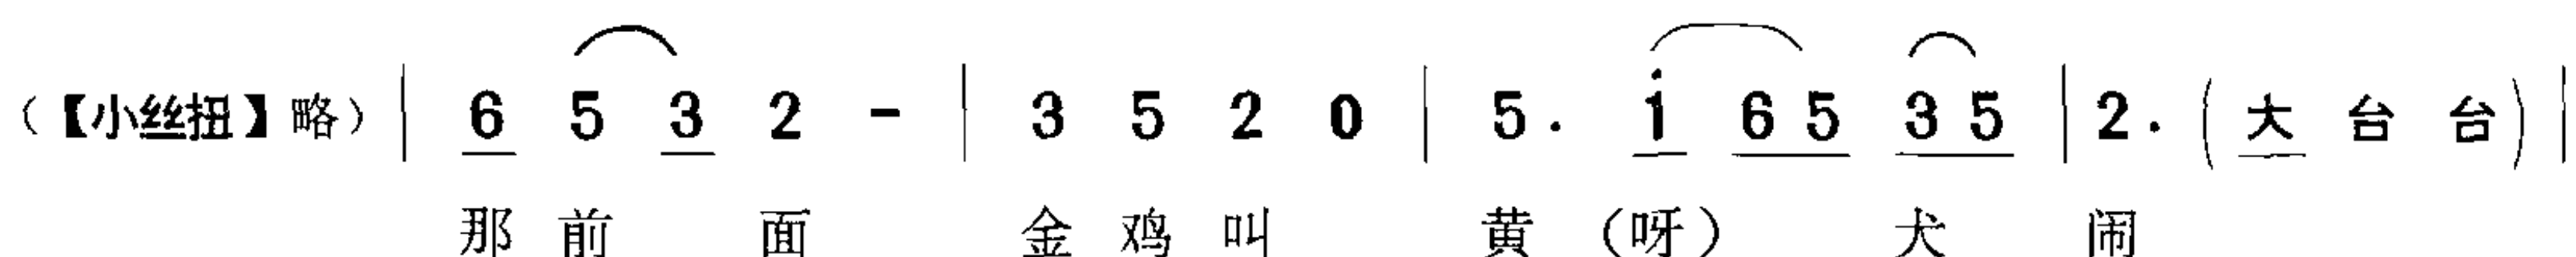 （【小丝扭】略）| 6 5 3 2 - | 3 5 2 0 | 5. i 6 5 3 5 | 2. (大 台 台) |
那 前 面 金 鸡 叫 黄 （呀） 犬 闹